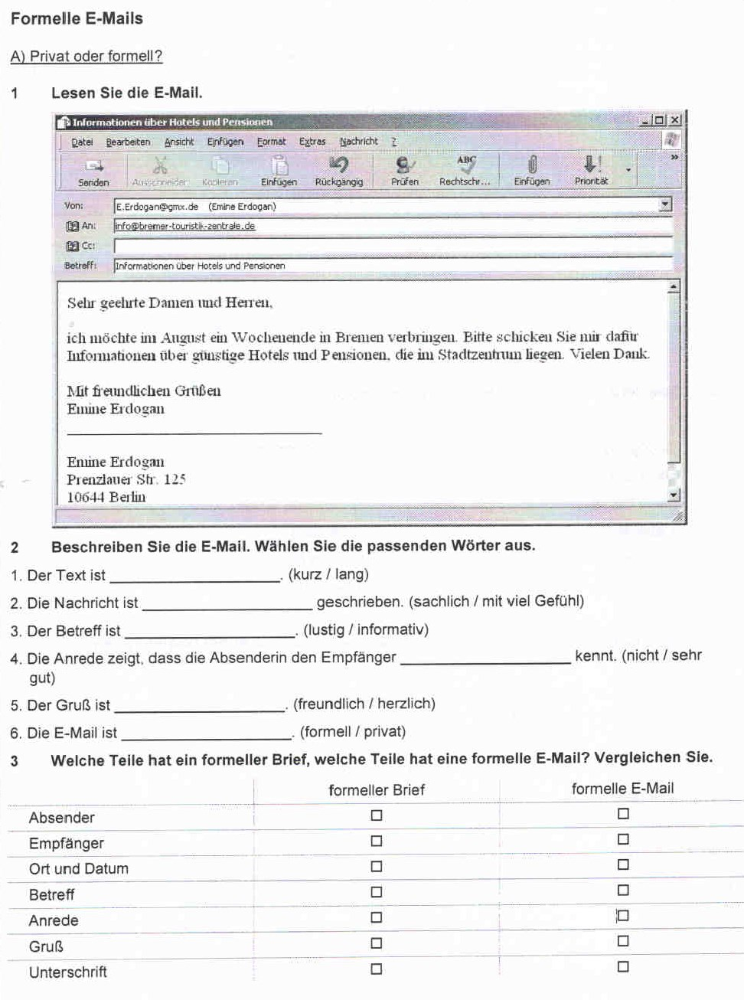 Formelle E-Mails
A) Privat oder formell?
1 Lesen Sie die E-Mail.
Informationen über Hotels und Pensionen
Datei Bearbeiten Ansicht Einfügen Format Extras Nachricht ?
Senden Ausschneiden Kopieren Einfügen Rückgängig Prüfen Rechtschr... Einfügen Priorität »
ABC
Von: E.Erdogan@gmx.de (Emine Erdogan)
An: info@bremer-touristik-zentrale.de
Cc:
Betreff: Informationen über Hotels und Pensionen
Sehr geehrte Damen und Herren,
ich möchte im August ein Wochenende in Bremen verbringen. Bitte schicken Sie mir dafür
Informationen über günstige Hotels und Pensionen, die im Stadtzentrum liegen. Vielen Dank.
Mit freundlichen Grüßen
Emine Erdogan
Emine Erdogan
Prenzlauer Str. 125
10644 Berlin
2 Beschreiben Sie die E-Mail. Wählen Sie die passenden Wörter aus.
1. Der Text ist ____________________. (kurz / lang)
2. Die Nachricht ist ____________________ geschrieben. (sachlich / mit viel Gefühl)
3. Der Betreff ist ____________________. (lustig / informativ)
4. Die Anrede zeigt, dass die Absenderin den Empfänger ____________________ kennt. (nicht / sehr
gut)
5. Der Gruß ist ____________________. (freundlich / herzlich)
6. Die E-Mail ist ____________________. (formell / privat)
3 Welche Teile hat ein formeller Brief, welche Teile hat eine formelle E-Mail? Vergleichen Sie.
formeller Brief formelle E-Mail
Absender ☐ ☐
Empfänger ☐ ☐
Ort und Datum ☐ ☐
Betreff ☐ ☐
Anrede ☐ ☐
Gruß ☐ ☐
Unterschrift ☐ ☐